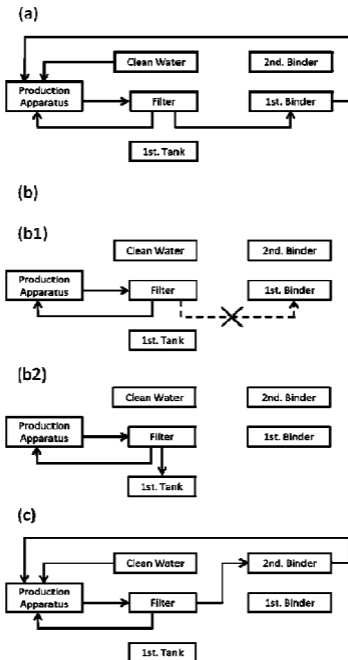 (a)
Clean Water
2nd. Binder
Production
Apparatus
Filter
1st. Binder
1st. Tank
(b)
(b1)
Clean Water
2nd. Binder
Production
Apparatus
Filter
1st. Binder
1st. Tank
(b2)
Clean Water
2nd. Binder
Production
Apparatus
Filter
1st. Binder
1st. Tank
(c)
Clean Water
2nd. Binder
Production
Apparatus
Filter
1st. Binder
1st. Tank